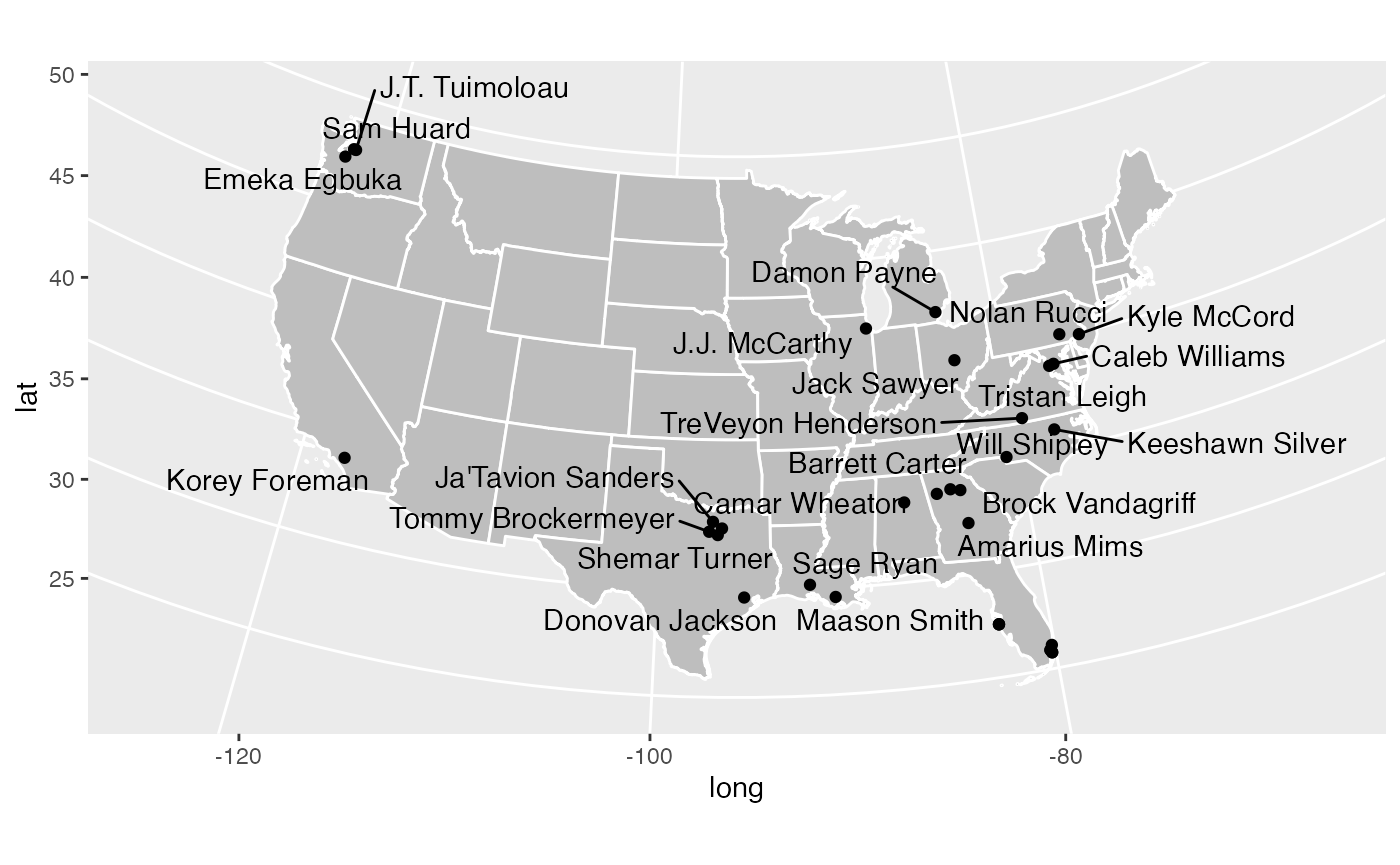 50
J.T. Tuimoloau
Sam Huard
45
Emeka Egbuka
40
Damon Payne
Nolan Rucci
Kyle McCord
J.J. McCarthy
Caleb Williams
35
Jack Sawyer
Tristan Leigh
lat
TreVeyon Henderson
Will Shipley
Keeshawn Silver
Barrett Carter
30
Korey Foreman
Ja'Tavion Sanders
Camar Wheaton
Brock Vandagriff
Tommy Brockermeyer
Amarius Mims
Shemar Turner
Sage Ryan
25
Donovan Jackson
Maason Smith
-120
-100
-80
long